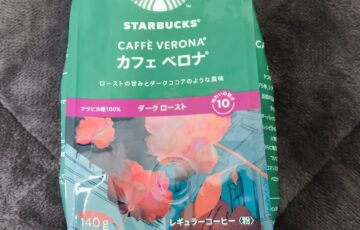 STARBUCKS®
CAFFÈ VERONA®
カフェ ベロナ®
ローストの甘みとダークココアのような風味
アラビカ種100%
ダーク ロースト
10
140g
レギュラーコーヒー〈粉〉